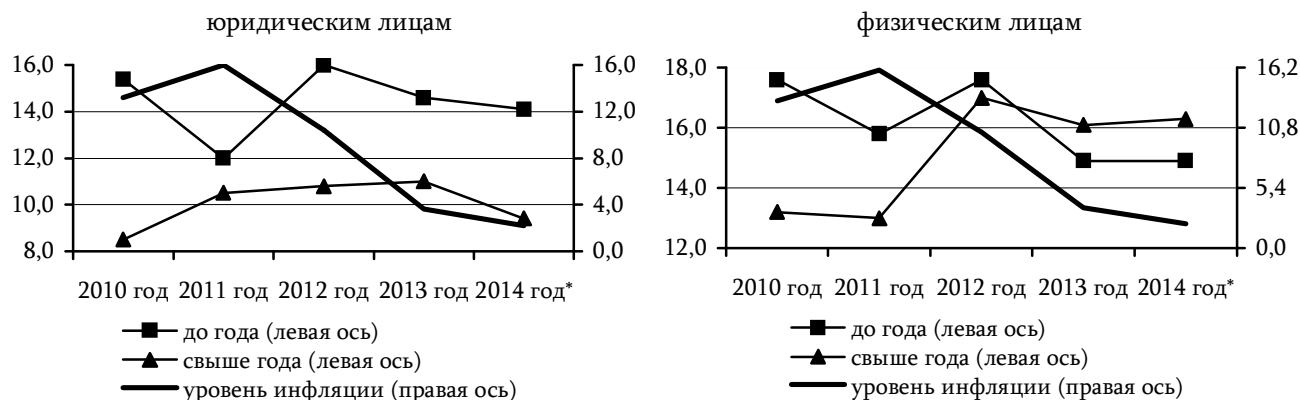 юридическим лицам
16,0
14,0
12,0
10,0
8,0
16,0
12,0
8,0
4,0
0,0
2010 год 2011 год 2012 год 2013 год 2014 год*
до года (левая ось)
свыше года (левая ось)
уровень инфляции (правая ось)
физическим лицам
18,0
16,0
14,0
12,0
16,2
10,8
5,4
0,0
2010 год 2011 год 2012 год 2013 год 2014 год*
до года (левая ось)
свыше года (левая ось)
уровень инфляции (правая ось)